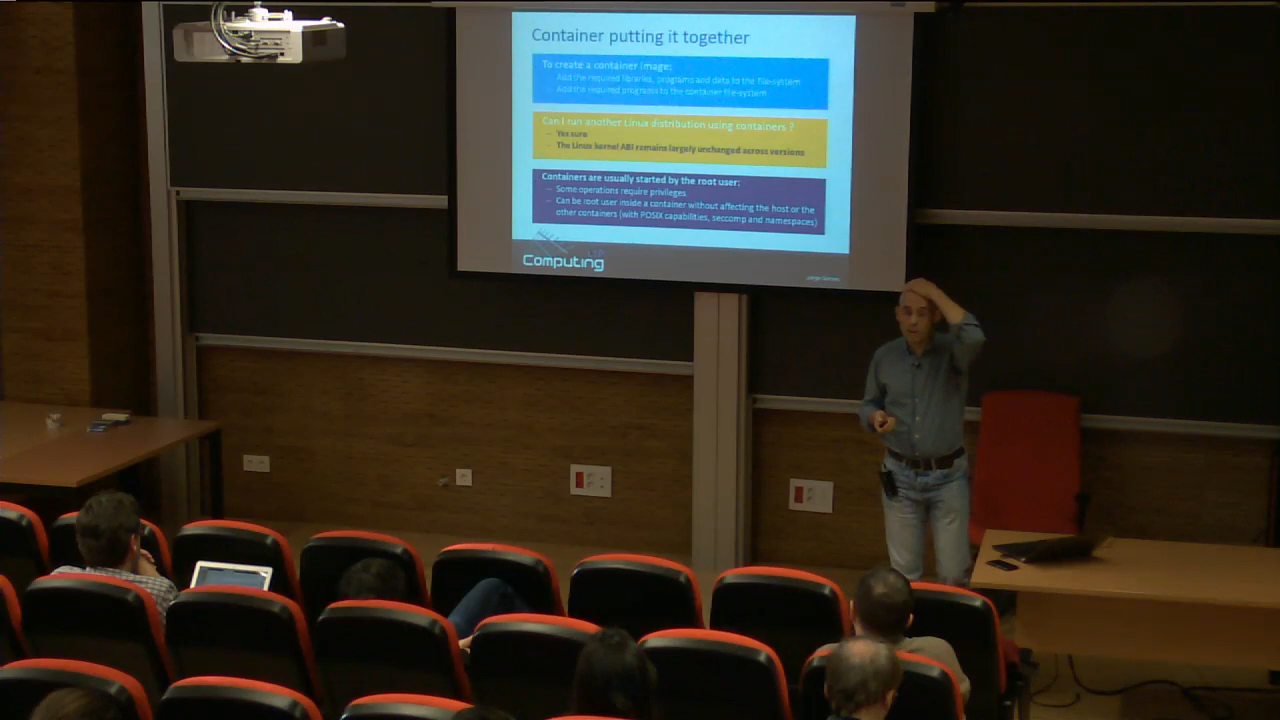 Container putting it together
To create a container image:
– Add the required libraries, programs and data to the file-system
– Add the required programs to the container file-system
Can I run another Linux distribution using containers ?
– Yes sure
– The Linux kernel ABI remains largely unchanged across versions
Containers are usually started by the root user:
– Some operations require privileges
– Can be root user inside a container without affecting the host or the
other containers (with POSIX capabilities, seccomp and namespaces)
Computing